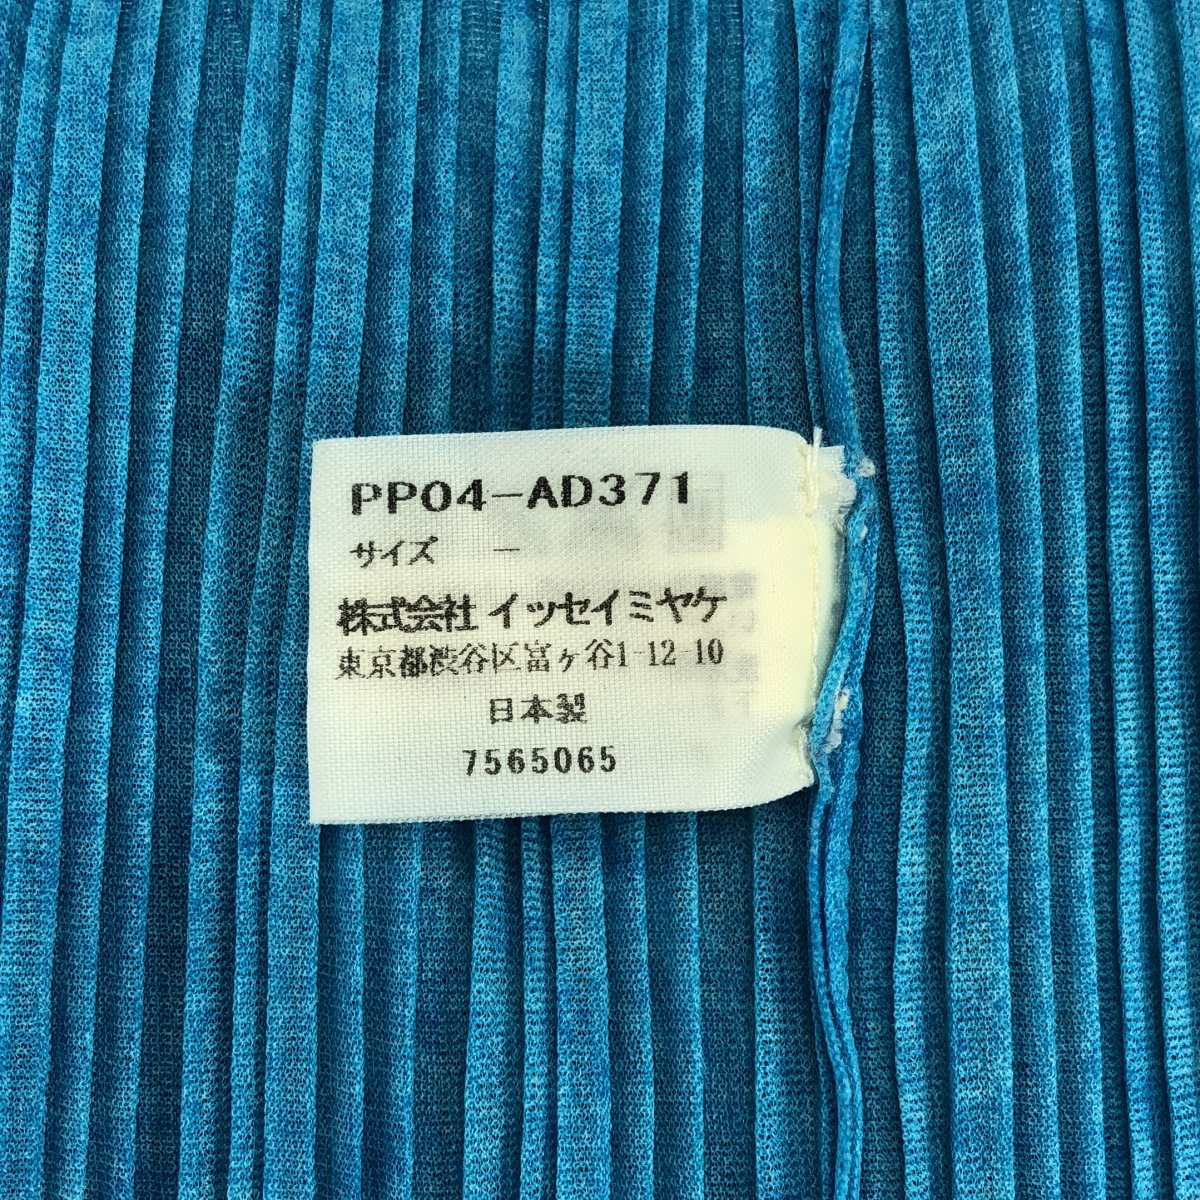 PP04-AD371
サイズ －
株式会社 イッセイミヤケ
東京都渋谷区富ヶ谷1-12-10
日本製
7565065